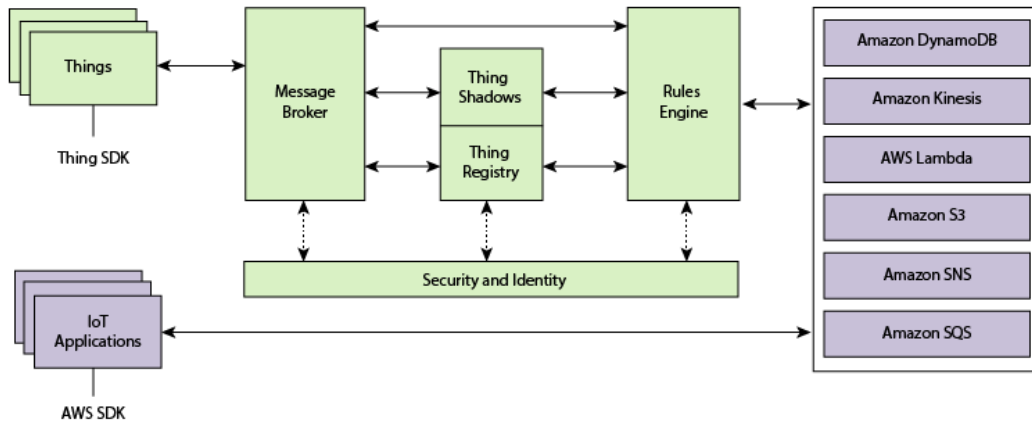 Things
Thing SDK
Message
Broker
Thing
Shadows
Thing
Registry
Rules
Engine
Security and Identity
Amazon DynamoDB
Amazon Kinesis
AWS Lambda
Amazon S3
Amazon SNS
Amazon SQS
IoT
Applications
AWS SDK